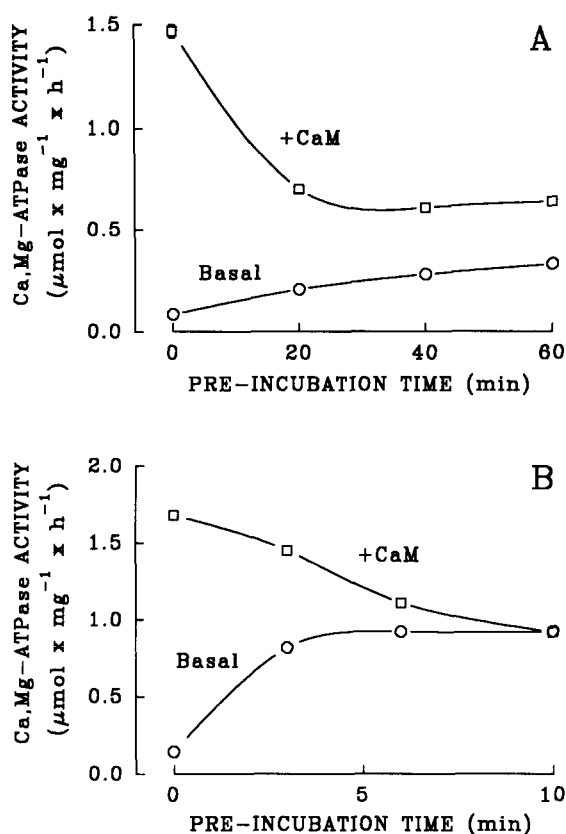 A
1.5
1.0
0.5
0.0
Ca,Mg-ATPase ACTIVITY
(μmol x mg⁻¹ x h⁻¹)
+CaM
Basal
0 20 40 60
PRE-INCUBATION TIME (min)
B
2.0
1.5
1.0
0.5
0.0
Ca,Mg-ATPase ACTIVITY
(μmol x mg⁻¹ x h⁻¹)
+CaM
Basal
0 5 10
PRE-INCUBATION TIME (min)